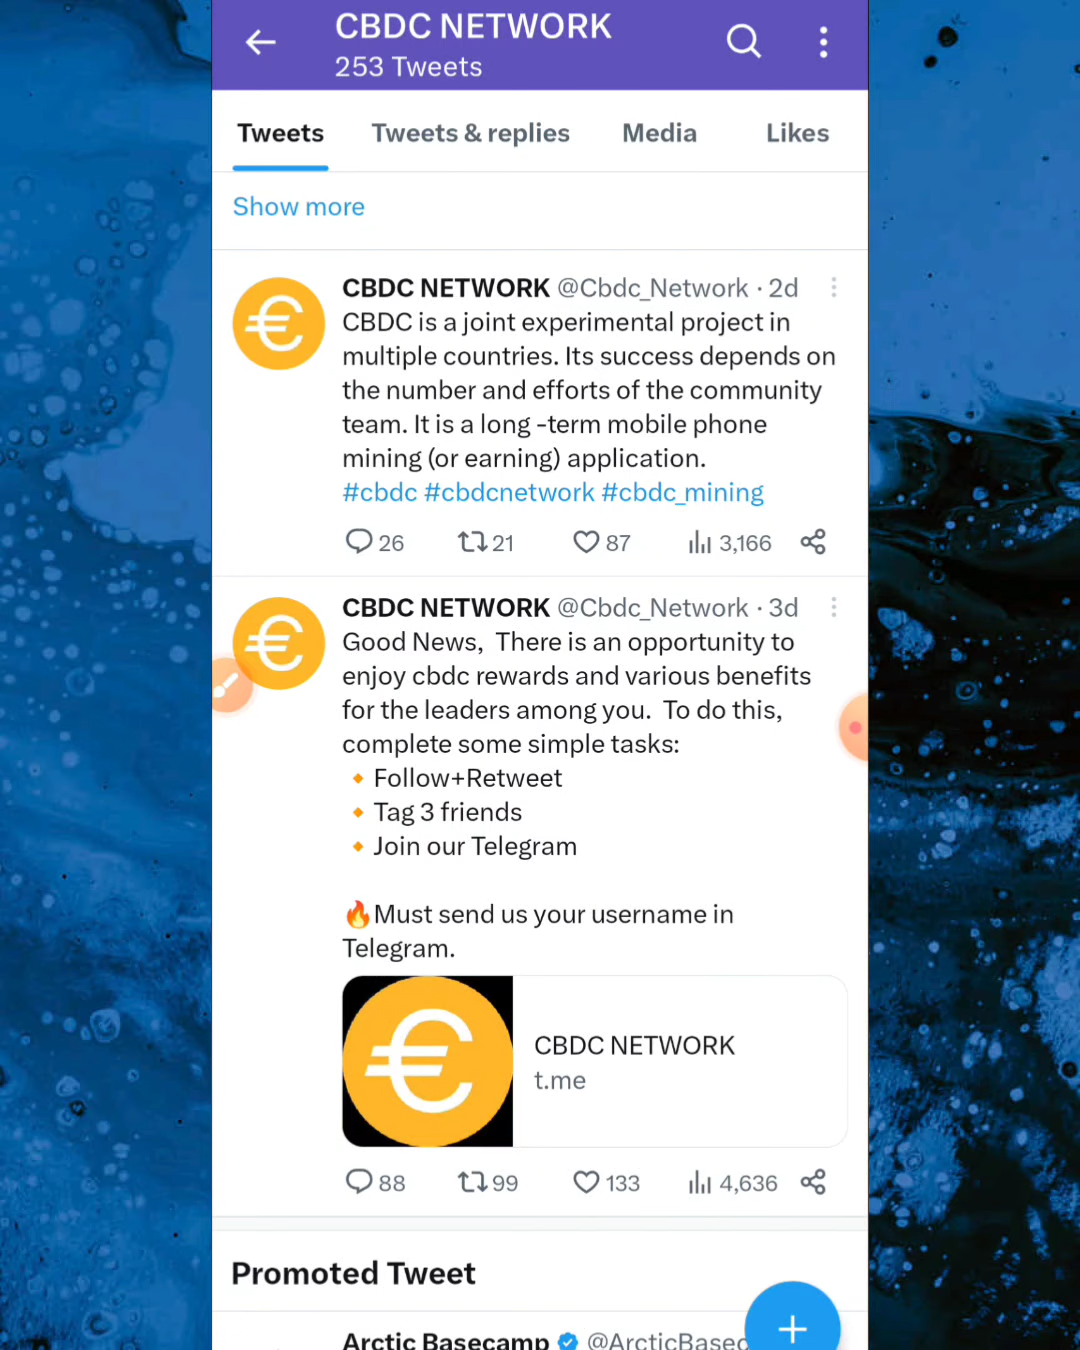 CBDC NETWORK
253 Tweets
Tweets Tweets & replies Media Likes
Show more
CBDC NETWORK @Cbdc_Network · 2d
CBDC is a joint experimental project in
multiple countries. Its success depends on
the number and efforts of the community
team. It is a long -term mobile phone
mining (or earning) application.
#cbdc #cbdcnetwork #cbdc_mining
26 21 87 3,166
CBDC NETWORK @Cbdc_Network · 3d
Good News,  There is an opportunity to
enjoy cbdc rewards and various benefits
for the leaders among you.  To do this,
complete some simple tasks:
🔸Follow+Retweet
🔸Tag 3 friends
🔸Join our Telegram
🔥Must send us your username in
Telegram.
CBDC NETWORK
t.me
88 99 133 4,636
Promoted Tweet
Arctic Basecamp @ArcticBasec